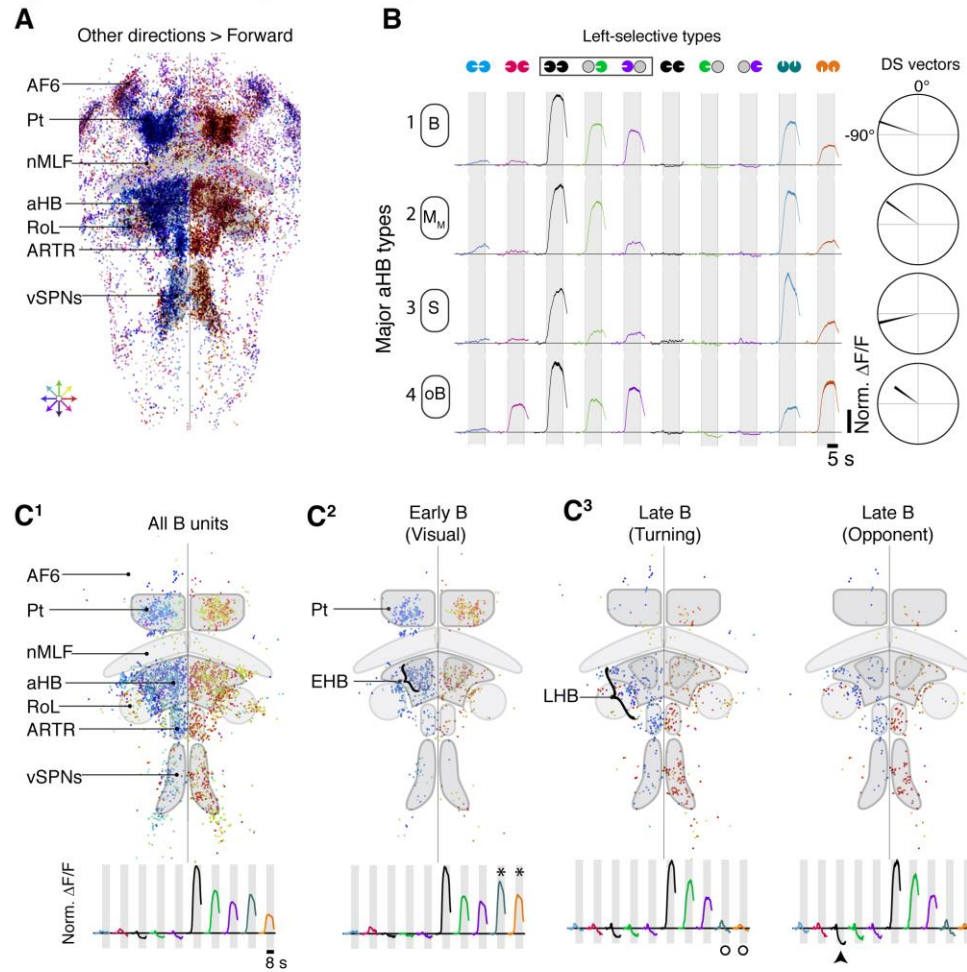 A
Other directions > Forward
AF6
Pt
nMLF
aHB
RoL
ARTR
vSPNs
B
Left-selective types
DS vectors
0°
-90°
Major aHB types
1 B
2 MM
3 S
4 oB
Norm. ΔF/F
5 s
C1
All B units
AF6
Pt
nMLF
aHB
RoL
ARTR
vSPNs
Norm. ΔF/F
8 s
C2
Early B
(Visual)
Pt
EHB
* *
C3
Late B
(Turning)
LHB
Late B
(Opponent)